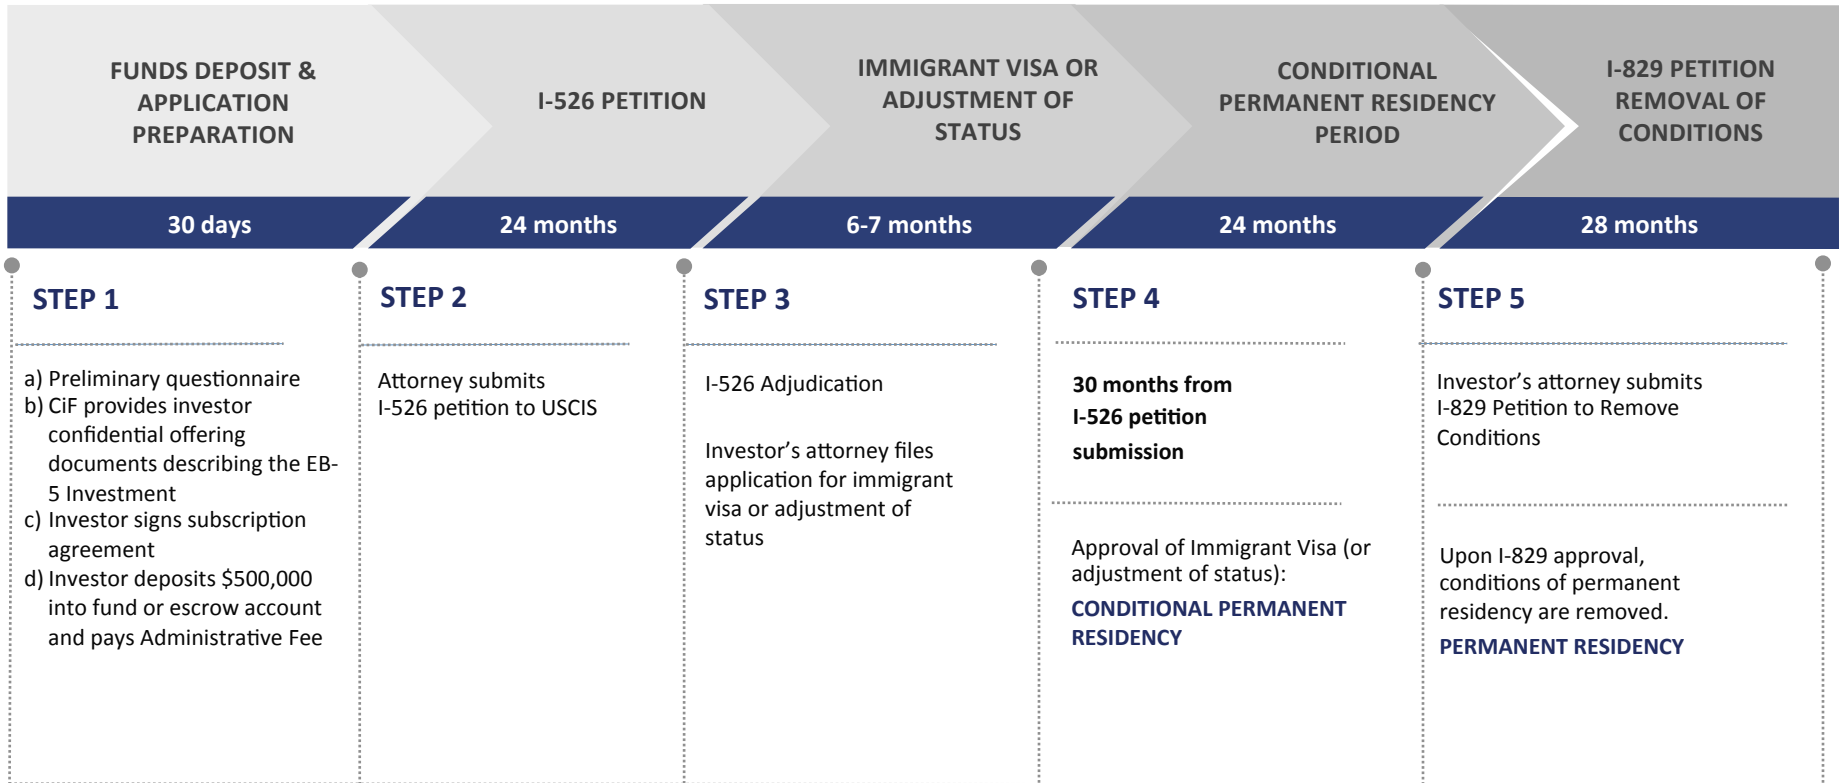 FUNDS DEPOSIT &
APPLICATION
PREPARATION
I-526 PETITION
IMMIGRANT VISA OR
ADJUSTMENT OF
STATUS
CONDITIONAL
PERMANENT RESIDENCY
PERIOD
I-829 PETITION
REMOVAL OF
CONDITIONS
30 days
24 months
6-7 months
24 months
28 months
STEP 1
a) Preliminary questionnaire
b) CiF provides investor
confidential offering
documents describing the EB-
5 Investment
c) Investor signs subscription
agreement
d) Investor deposits $500,000
into fund or escrow account
and pays Administrative Fee
STEP 2
Attorney submits
I-526 petition to USCIS
STEP 3
I-526 Adjudication
Investor's attorney files
application for immigrant
visa or adjustment of
status
STEP 4
30 months from
I-526 petition
submission
Approval of Immigrant Visa (or
adjustment of status):
CONDITIONAL PERMANENT
RESIDENCY
STEP 5
Investor's attorney submits
I-829 Petition to Remove
Conditions
Upon I-829 approval,
conditions of permanent
residency are removed.
PERMANENT RESIDENCY